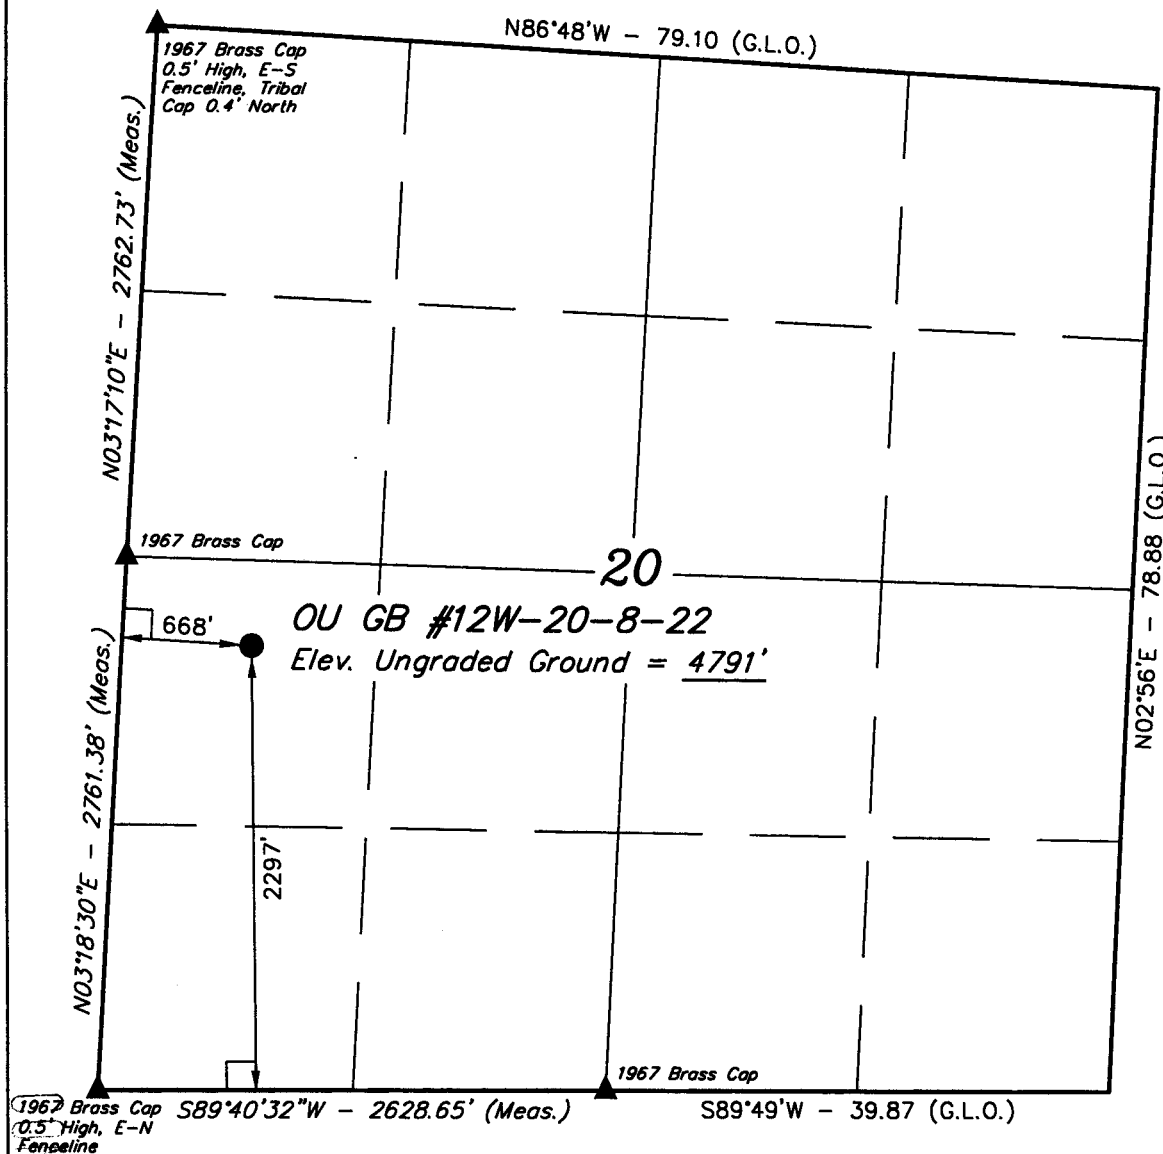 N86°48'W - 79.10 (G.L.O.)
1967 Brass Cap
0.5' High, E-S
Fenceline, Tribal
Cap 0.4' North
N03°17'10"E - 2762.73' (Meas.)
1967 Brass Cap
20
N02°56'E - 78.88 (G.L.O.)
668'
OU GB #12W-20-8-22
Elev. Ungraded Ground = 4791'
N03°18'30"E - 2761.38' (Meas.)
2297'
1967 Brass Cap
1967 Brass Cap
0.5' High, E-N
Fenceline
S89°40'32"W - 2628.65' (Meas.)
S89°49'W - 39.87 (G.L.O.)